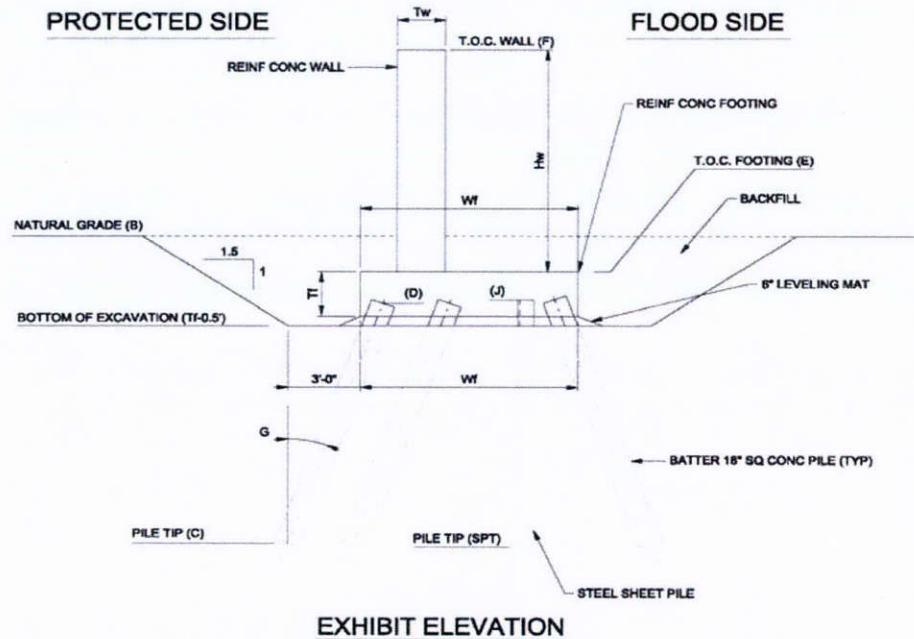 PROTECTED SIDE
Tw
FLOOD SIDE
T.O.C. WALL (F)
REINF CONC WALL
REINF CONC FOOTING
Hw
T.O.C. FOOTING (E)
Wf
BACKFILL
NATURAL GRADE (B)
1.5
1
Tf
(D)
(J)
6" LEVELING MAT
BOTTOM OF EXCAVATION (Tf-0.5')
3'-0"
Wf
G
BATTER 18" SQ CONC PILE (TYP)
PILE TIP (C)
PILE TIP (SPT)
STEEL SHEET PILE
EXHIBIT ELEVATION